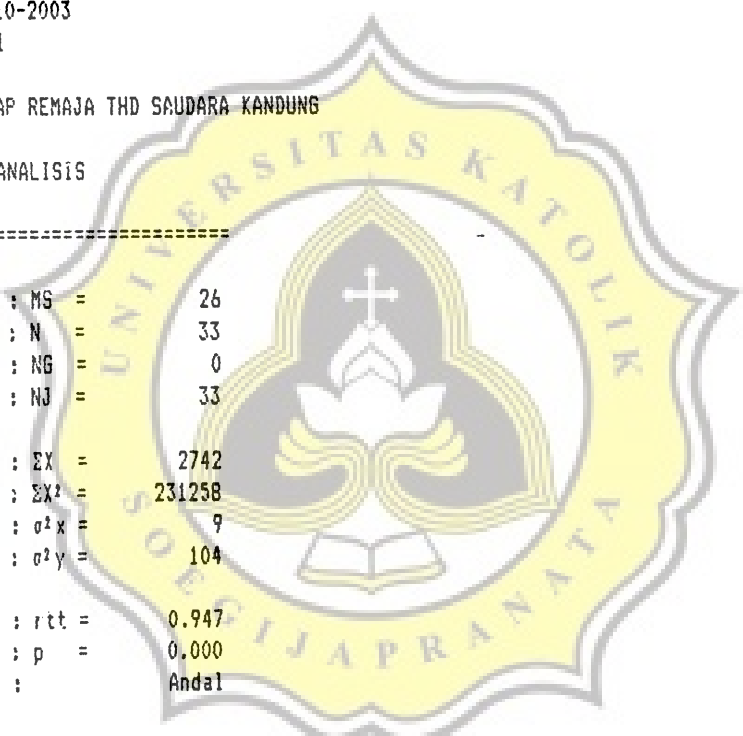 10-2003
AP REMAJA THD SAUDARA KANDUNG
ANALISIS
====================
: MS = 26
: N = 33
: NG = 0
: NJ = 33
: ΣX = 2742
: ΣX² = 231258
: σ²x = 9
: σ²y = 104
: rtt = 0.947
: p = 0.000
: Andal
UNIVERSITAS KATOLIK
SOEGIJAPRANATA